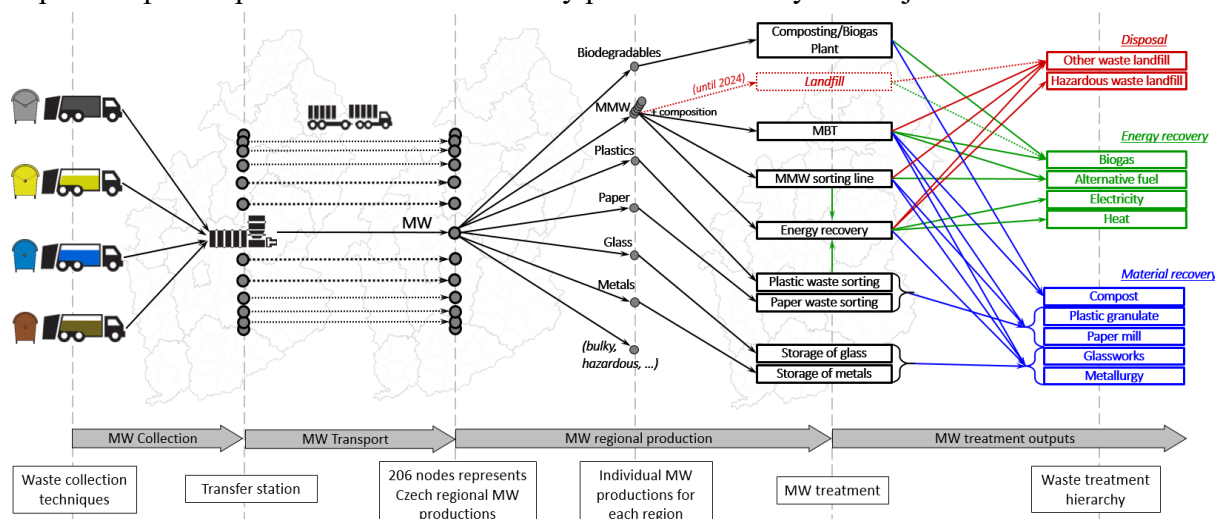 Composting/Biogas
Plant
Biodegradables
Disposal
Other waste landfill
Hazardous waste landfill
(until 2024)
Landfill
MMW
+ composition
MBT
Energy recovery
Plastics
Biogas
MMW sorting line
Alternative fuel
Paper
Electricity
MW
Energy recovery
Heat
Glass
Material recovery
Metals
Plastic waste sorting
Paper waste sorting
Compost
Plastic granulate
Paper mill
(bulky,
hazardous, ...)
Storage of glass
Storage of metals
Glassworks
Metallurgy
MW Collection
MW Transport
MW regional production
MW treatment outputs
Waste collection
techniques
Transfer station
206 nodes represents
Czech regional MW
productions
Individual MW
productions for
each region
MW treatment
Waste treatment
hierarchy